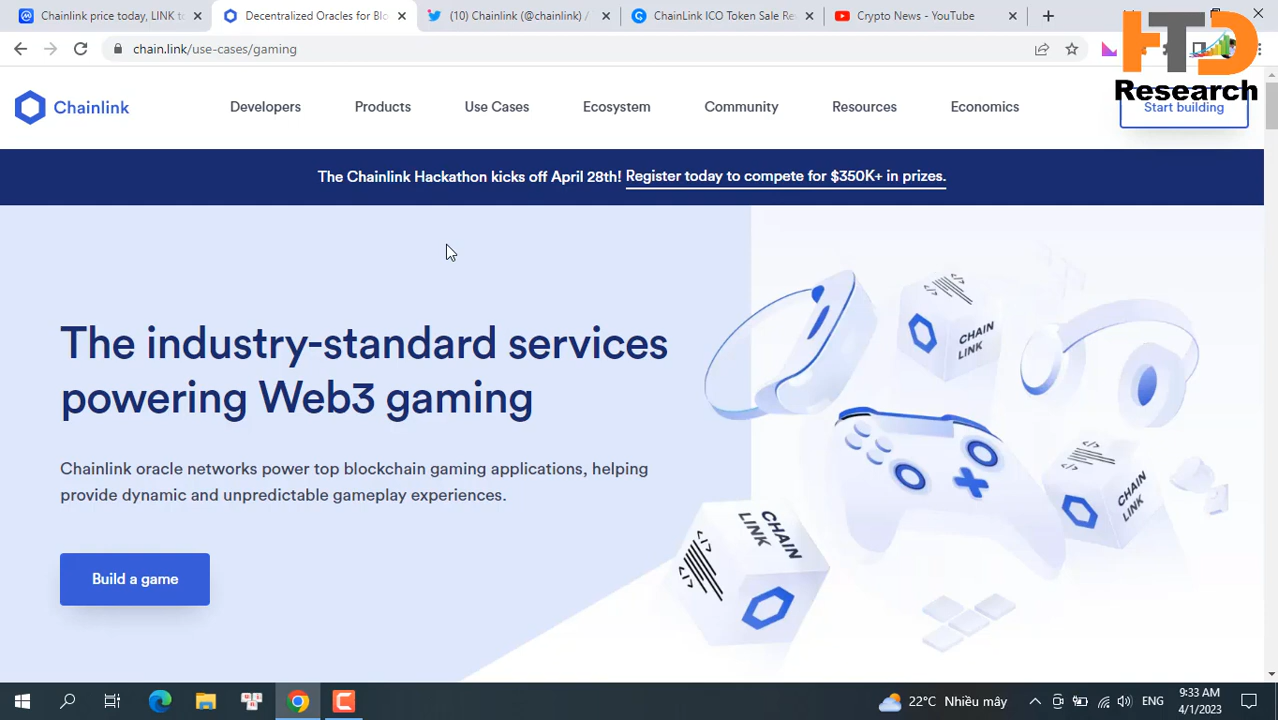 Chainlink price today, LINK to
Decentralized Oracles for Blo
(10) Chainlink (@chainlink) /
ChainLink ICO Token Sale Re
Crypto News - YouTube
chain.link/use-cases/gaming
HTD
Research
Chainlink
Developers
Products
Use Cases
Ecosystem
Community
Resources
Economics
Start building
The Chainlink Hackathon kicks off April 28th! Register today to compete for $350K+ in prizes.
The industry-standard services
powering Web3 gaming
Chainlink oracle networks power top blockchain gaming applications, helping
provide dynamic and unpredictable gameplay experiences.
Build a game
CHAIN
LINK
CHAIN
LINK
CHAIN
LINK
22°C Nhiều mây
ENG
9:33 AM
4/1/2023